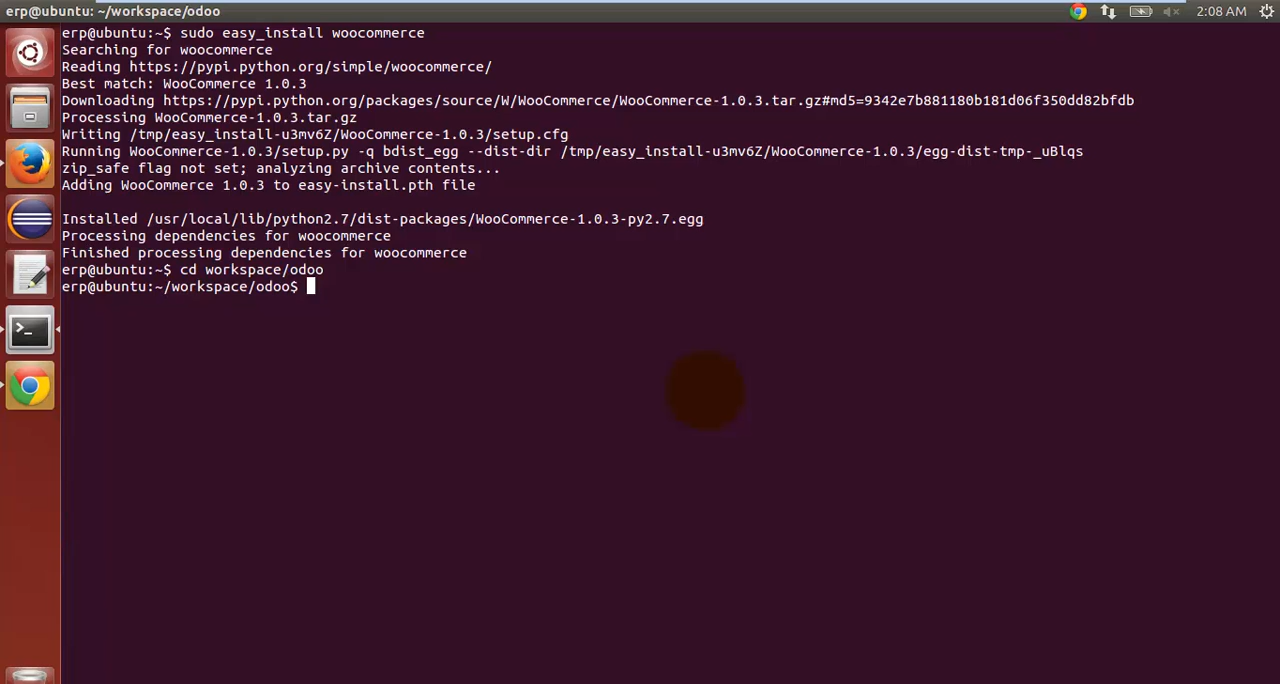 erp@ubuntu: ~/workspace/odoo
2:08 AM
erp@ubuntu:~$ sudo easy_install woocommerce
Searching for woocommerce
Reading https://pypi.python.org/simple/woocommerce/
Best match: WooCommerce 1.0.3
Downloading https://pypi.python.org/packages/source/W/WooCommerce/WooCommerce-1.0.3.tar.gz#md5=9342e7b881180b181d06f350dd82bfdb
Processing WooCommerce-1.0.3.tar.gz
Writing /tmp/easy_install-u3mv6Z/WooCommerce-1.0.3/setup.cfg
Running WooCommerce-1.0.3/setup.py -q bdist_egg --dist-dir /tmp/easy_install-u3mv6Z/WooCommerce-1.0.3/egg-dist-tmp-_uBlqs
zip_safe flag not set; analyzing archive contents...
Adding WooCommerce 1.0.3 to easy-install.pth file
Installed /usr/local/lib/python2.7/dist-packages/WooCommerce-1.0.3-py2.7.egg
Processing dependencies for woocommerce
Finished processing dependencies for woocommerce
erp@ubuntu:~$ cd workspace/odoo
erp@ubuntu:~/workspace/odoo$